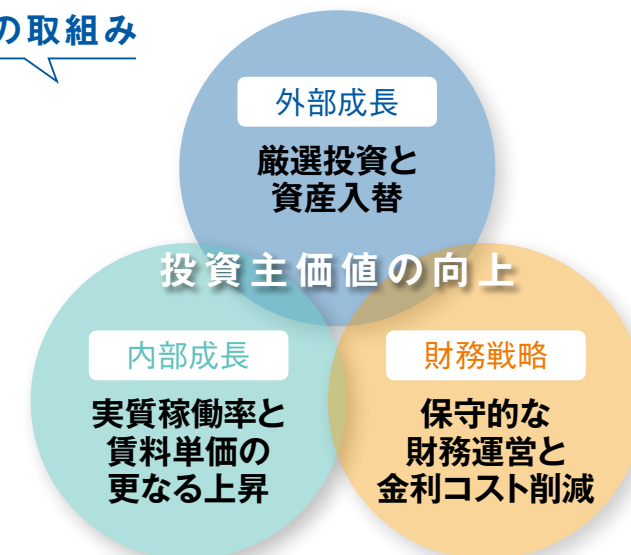 の取組み
外部成長
厳選投資と
資産入替
投資主価値の向上
内部成長
実質稼働率と
賃料単価の
更なる上昇
財務戦略
保守的な
財務運営と
金利コスト削減